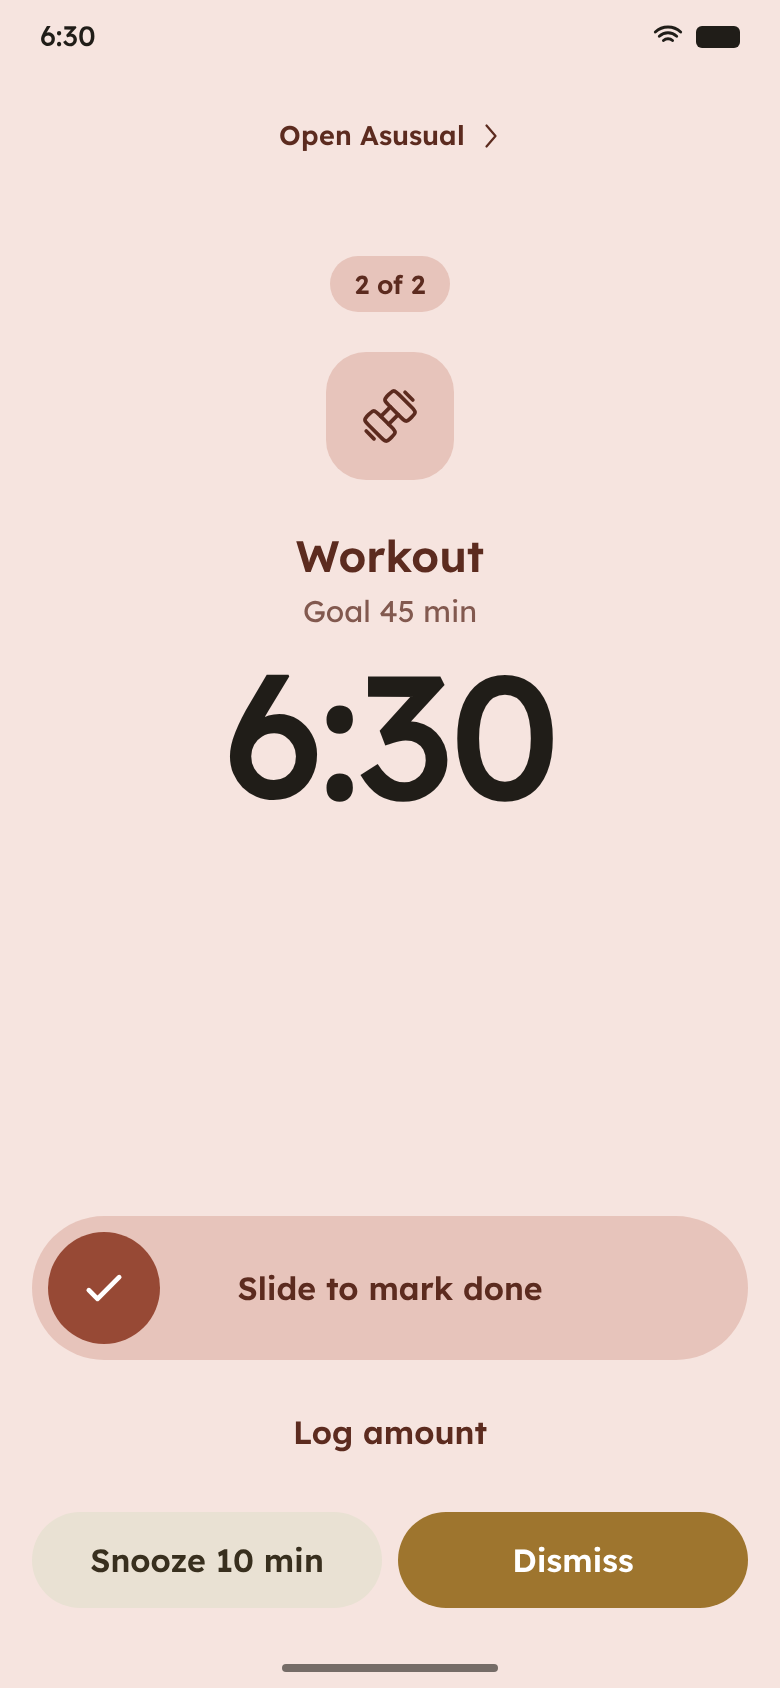 6:30
Open Asusual
2 of 2
Workout
Goal 45 min
6:30
Slide to mark done
Log amount
Snooze 10 min
Dismiss